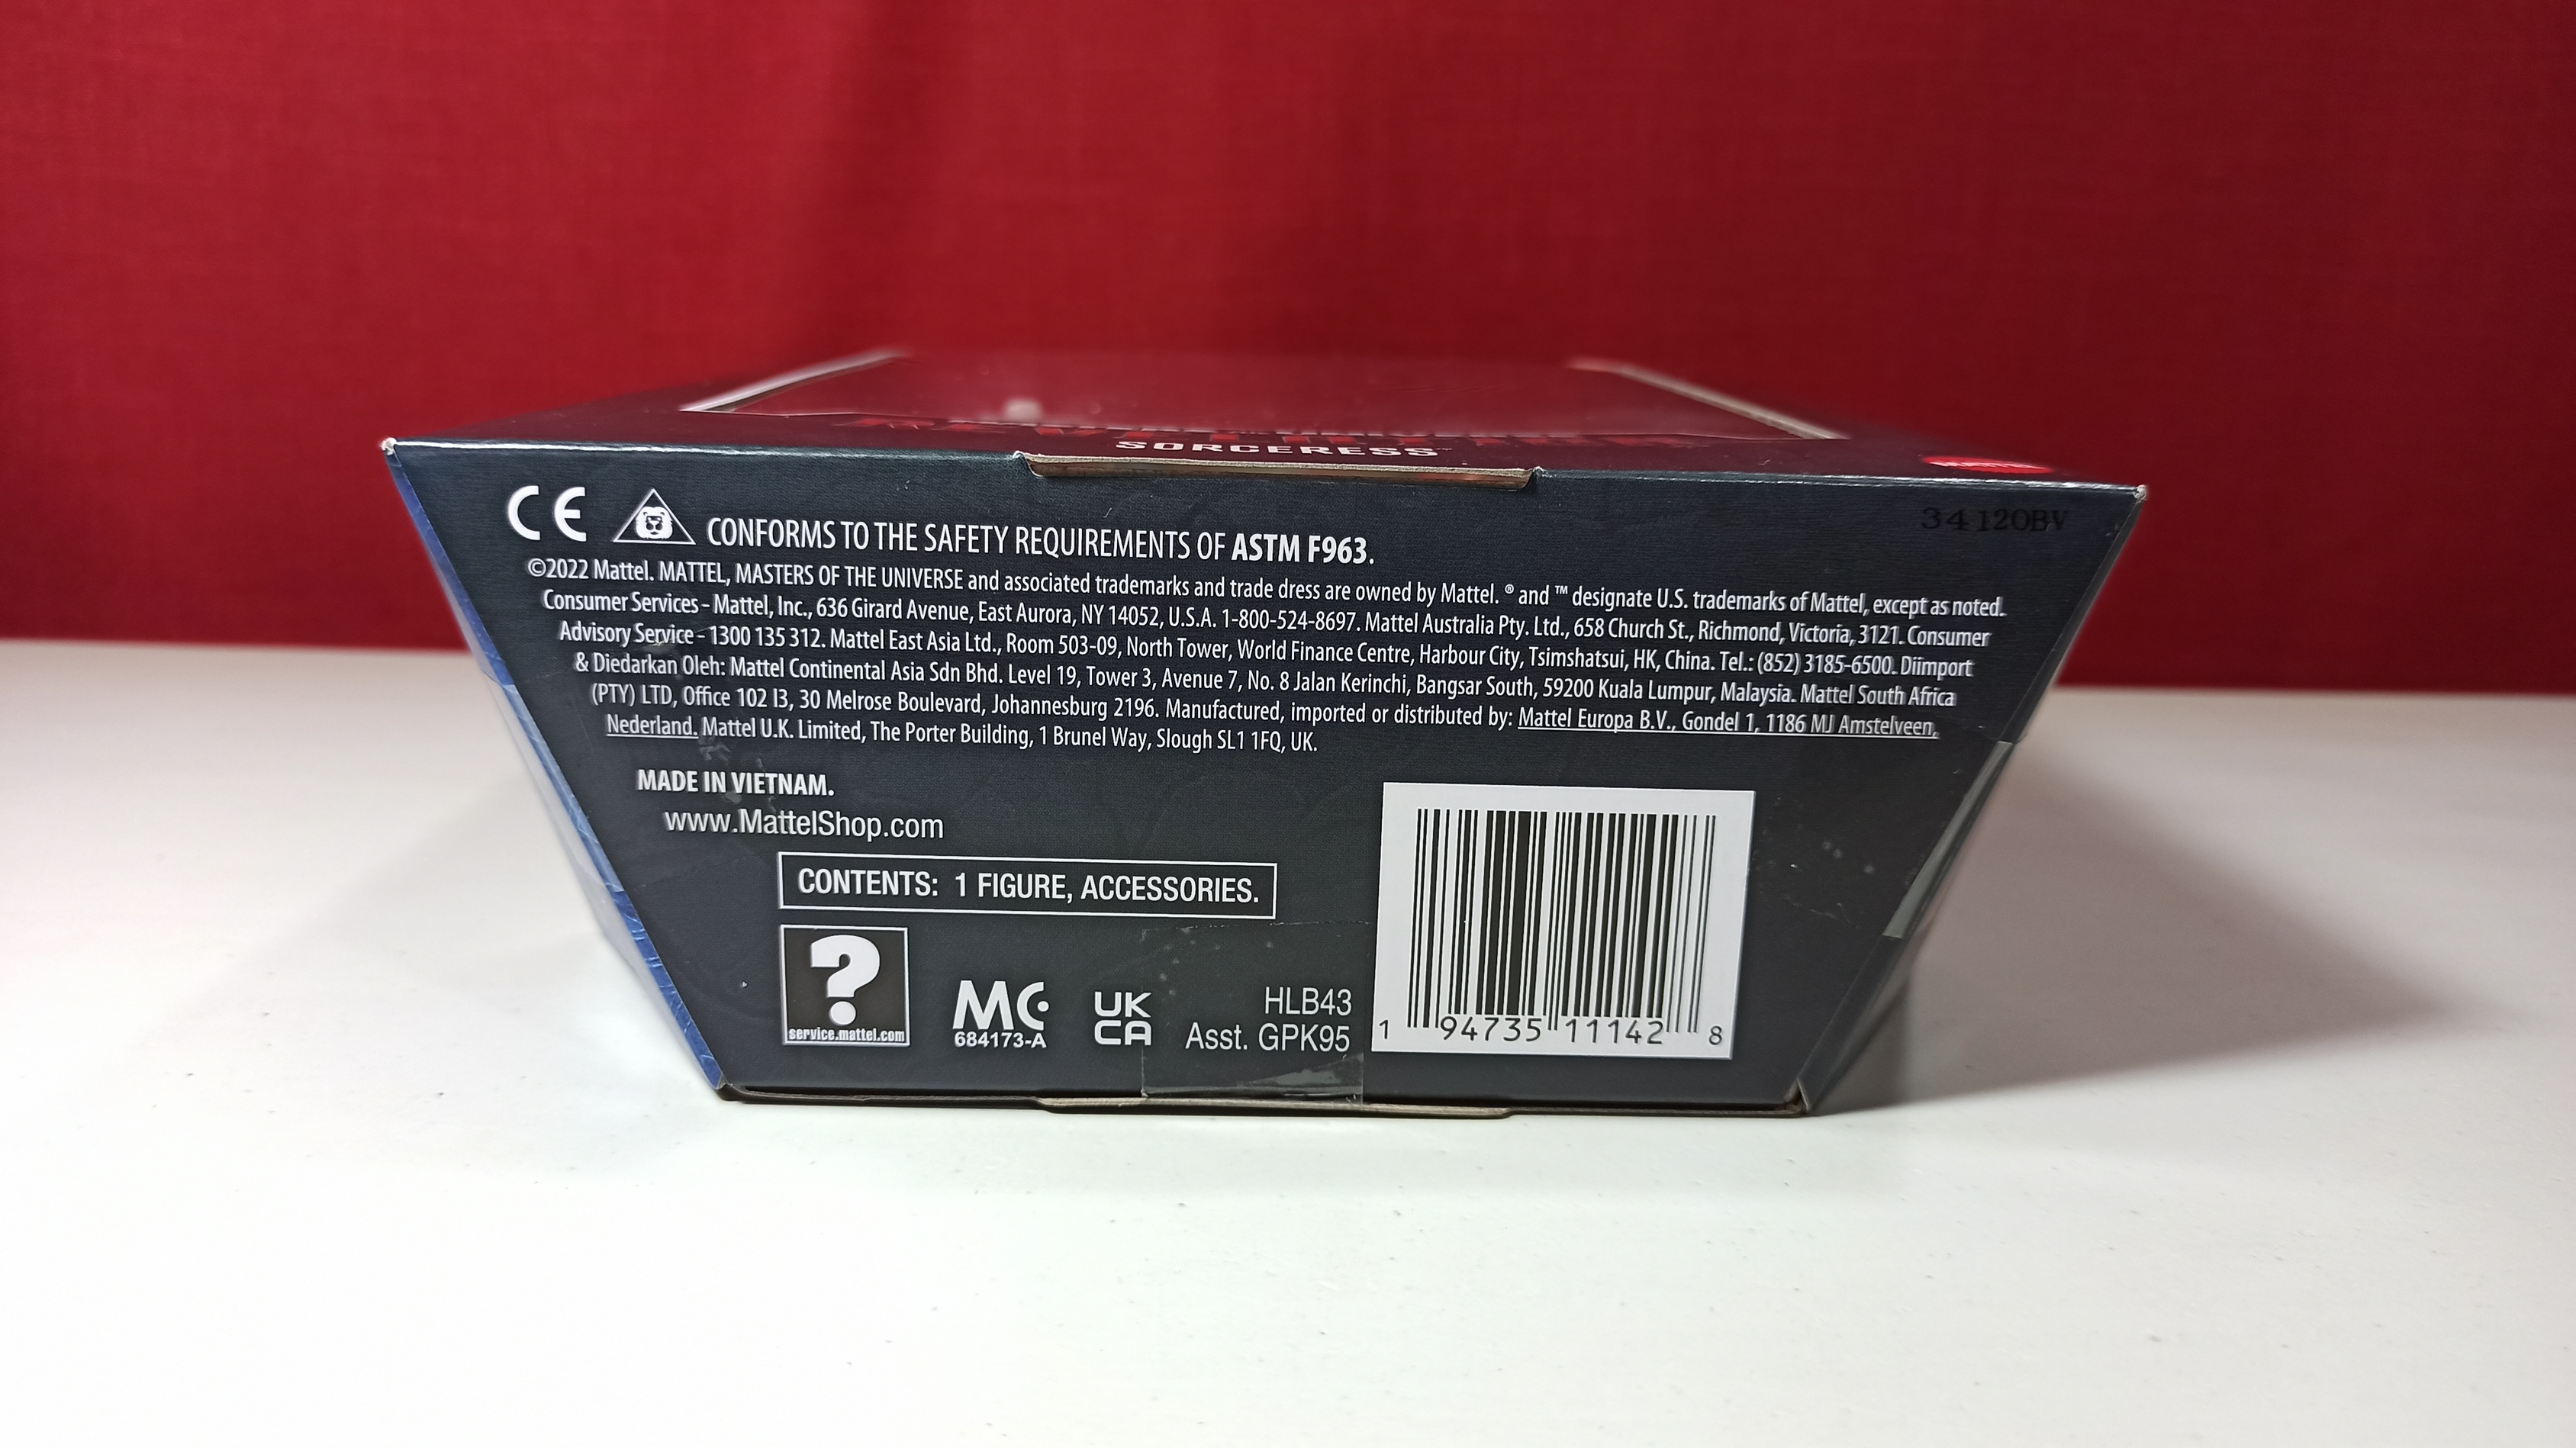 SORCERESS™
MATTEL
34120BV
CE CONFORMS TO THE SAFETY REQUIREMENTS OF ASTM F963.
©2022 Mattel. MATTEL, MASTERS OF THE UNIVERSE and associated trademarks and trade dress are owned by Mattel. ® and ™ designate U.S. trademarks of Mattel, except as noted.
Consumer Services – Mattel, Inc., 636 Girard Avenue, East Aurora, NY 14052, U.S.A. 1-800-524-8697. Mattel Australia Pty. Ltd., 658 Church St., Richmond, Victoria, 3121. Consumer
Advisory Service – 1300 135 312. Mattel East Asia Ltd., Room 503-09, North Tower, World Finance Centre, Harbour City, Tsimshatsui, HK, China. Tel.: (852) 3185-6500. Diimport
& Diedarkan Oleh: Mattel Continental Asia Sdn Bhd. Level 19, Tower 3, Avenue 7, No. 8 Jalan Kerinchi, Bangsar South, 59200 Kuala Lumpur, Malaysia. Mattel South Africa
(PTY) LTD, Office 102 I3, 30 Melrose Boulevard, Johannesburg 2196. Manufactured, imported or distributed by: Mattel Europa B.V., Gondel 1, 1186 MJ Amstelveen,
Nederland. Mattel U.K. Limited, The Porter Building, 1 Brunel Way, Slough SL1 1FQ, UK.
MADE IN VIETNAM.
www.MattelShop.com
CONTENTS: 1 FIGURE, ACCESSORIES.
?
service.mattel.com
MC
684173-A
UK
CA
HLB43
Asst. GPK95
1 94735 11142 8